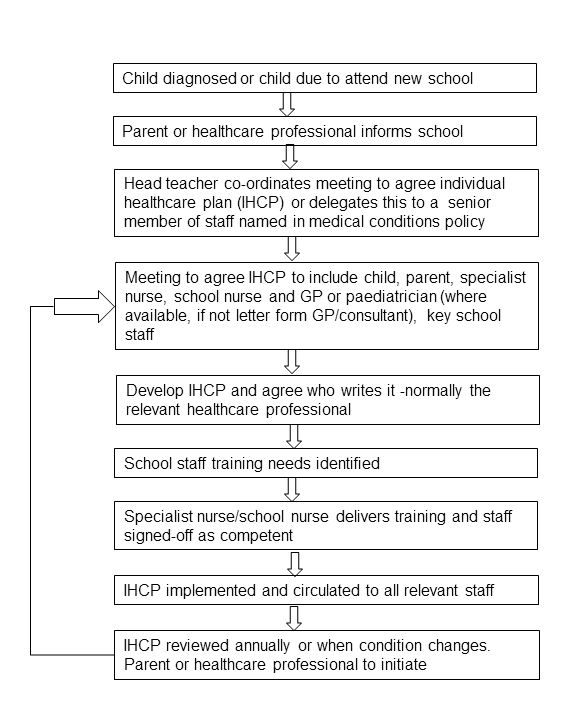 Child diagnosed or child due to attend new school
Parent or healthcare professional informs school
Head teacher co-ordinates meeting to agree individual
healthcare plan (IHCP) or delegates this to a senior
member of staff named in medical conditions policy
Meeting to agree IHCP to include child, parent, specialist
nurse, school nurse and GP or paediatrician (where
available, if not letter form GP/consultant), key school
staff
Develop IHCP and agree who writes it -normally the
relevant healthcare professional
School staff training needs identified
Specialist nurse/school nurse delivers training and staff
signed-off as competent
IHCP implemented and circulated to all relevant staff
IHCP reviewed annually or when condition changes.
Parent or healthcare professional to initiate